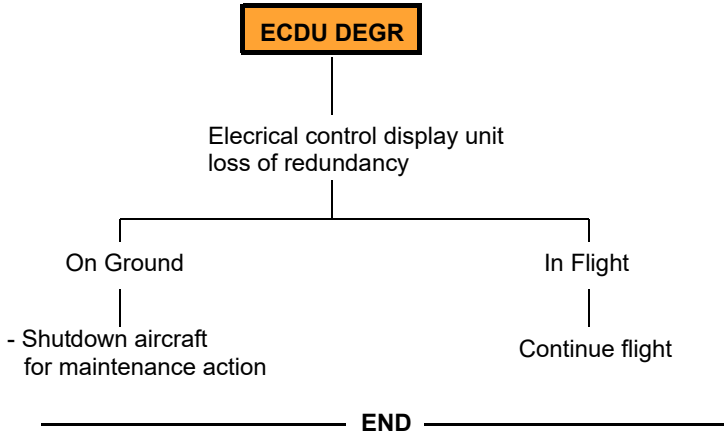 ECDU DEGR
Elecrical control display unit
loss of redundancy
On Ground
In Flight
- Shutdown aircraft
for maintenance action
Continue flight
END